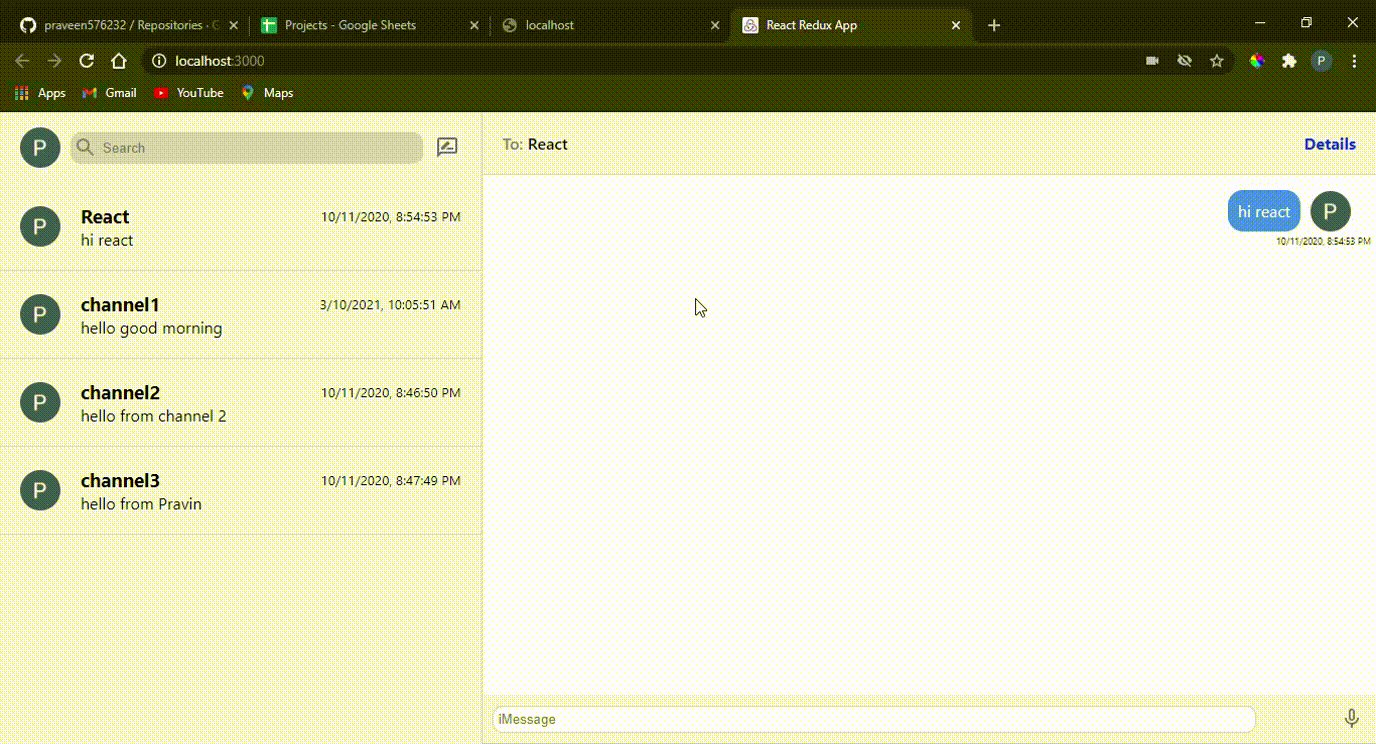 praveen576232 / Repositories · G
Projects - Google Sheets
localhost
React Redux App
localhost:3000
P
Apps
Gmail
YouTube
Maps
P
Search
P
React
10/11/2020, 8:54:53 PM
hi react
P
channel1
3/10/2021, 10:05:51 AM
hello good morning
P
channel2
10/11/2020, 8:46:50 PM
hello from channel 2
P
channel3
10/11/2020, 8:47:49 PM
hello from Pravin
To: React
Details
hi react
P
10/11/2020, 8:54:53 PM
iMessage